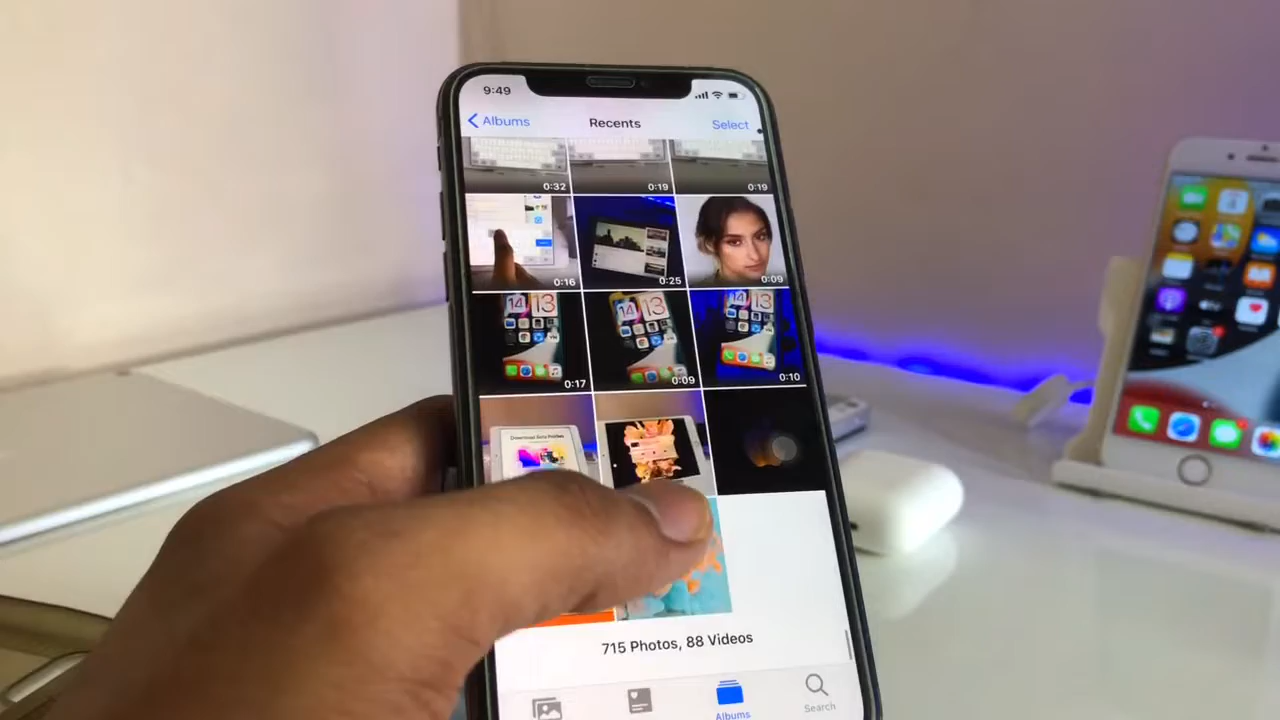 9:49
Albums
Recents
Select
0:32
0:19
0:19
0:16
0:25
0:09
14 13
14 13
14 13
0:17
0:09
0:10
715 Photos, 88 Videos
Albums
Search